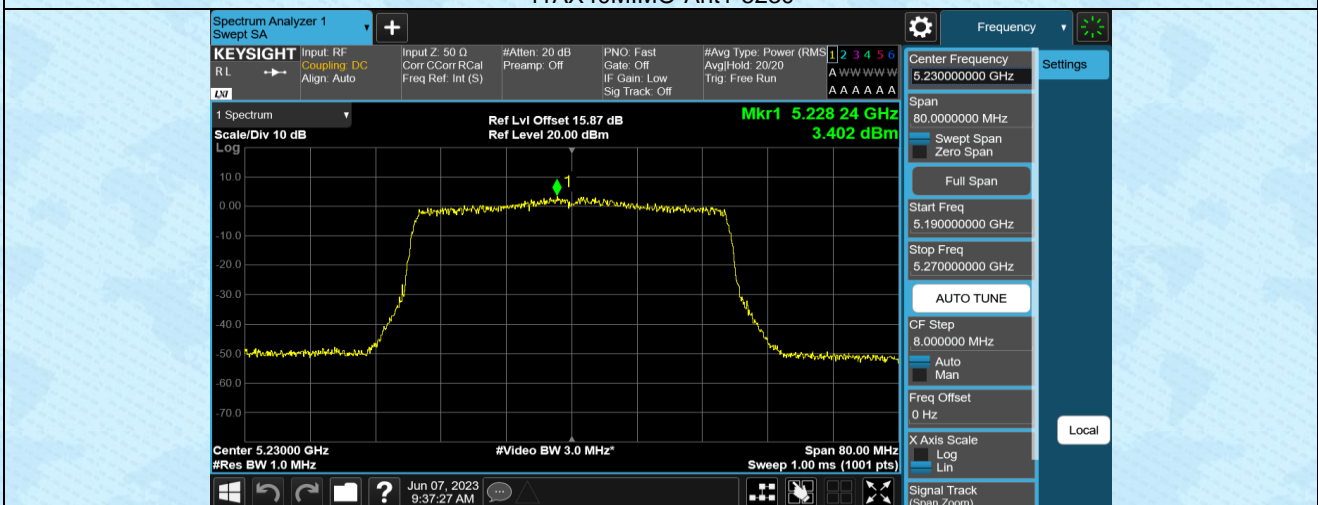 Spectrum Analyzer 1
Swept SA
+
Frequency
KEYSIGHT
R L
LXI
Input: RF
Coupling: DC
Align: Auto
Input Z: 50 Ω
Corr CCorr RCal
Freq Ref: Int (S)
#Atten: 20 dB
Preamp: Off
PNO: Fast
Gate: Off
IF Gain: Low
Sig Track: Off
#Avg Type: Power (RMS
Avg|Hold: 20/20
Trig: Free Run
1 2 3 4 5 6
A W W W W W
A A A A A A
Center Frequency
5.230000000 GHz
Settings
Span
80.0000000 MHz
Swept Span
Zero Span
Full Span
Start Freq
5.190000000 GHz
Stop Freq
5.270000000 GHz
AUTO TUNE
CF Step
8.000000 MHz
Auto
Man
Freq Offset
0 Hz
X Axis Scale
Log
Lin
Signal Track
(Span Zoom)
Local
1 Spectrum
Scale/Div 10 dB
Log
Ref Lvl Offset 15.87 dB
Ref Level 20.00 dBm
Mkr1 5.228 24 GHz
3.402 dBm
1
10.0
0.00
-10.0
-20.0
-30.0
-40.0
-50.0
-60.0
-70.0
Center 5.23000 GHz
#Res BW 1.0 MHz
#Video BW 3.0 MHz*
Span 80.00 MHz
Sweep 1.00 ms (1001 pts)
?
Jun 07, 2023
9:37:27 AM